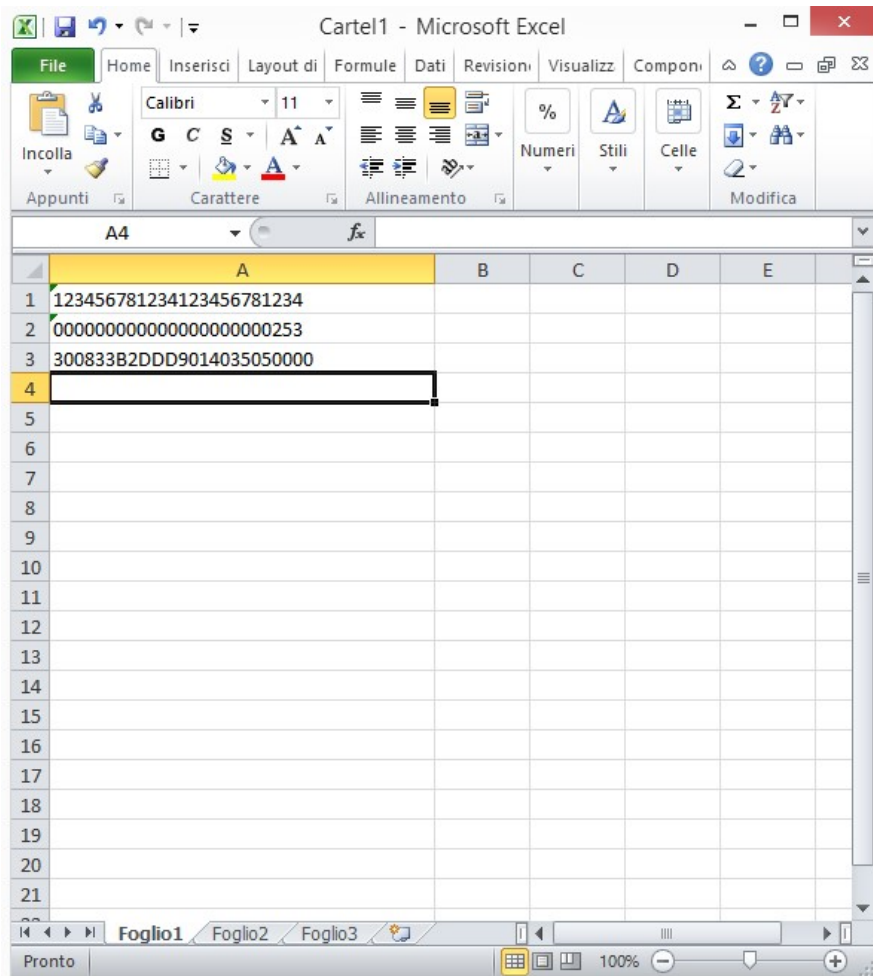 Cartel1 - Microsoft Excel
File Home Inserisci Layout di Formule Dati Revision Visualizz Compon
Calibri 11
Incolla G C S A A % Numeri Stili Celle Σ
Appunti Carattere Allineamento Modifica
A4 fx
A B C D E
1 123456781234123456781234
2 000000000000000000000253
3 300833B2DDD9014035050000
4
5
6
7
8
9
10
11
12
13
14
15
16
17
18
19
20
21
Foglio1 Foglio2 Foglio3
Pronto 100%